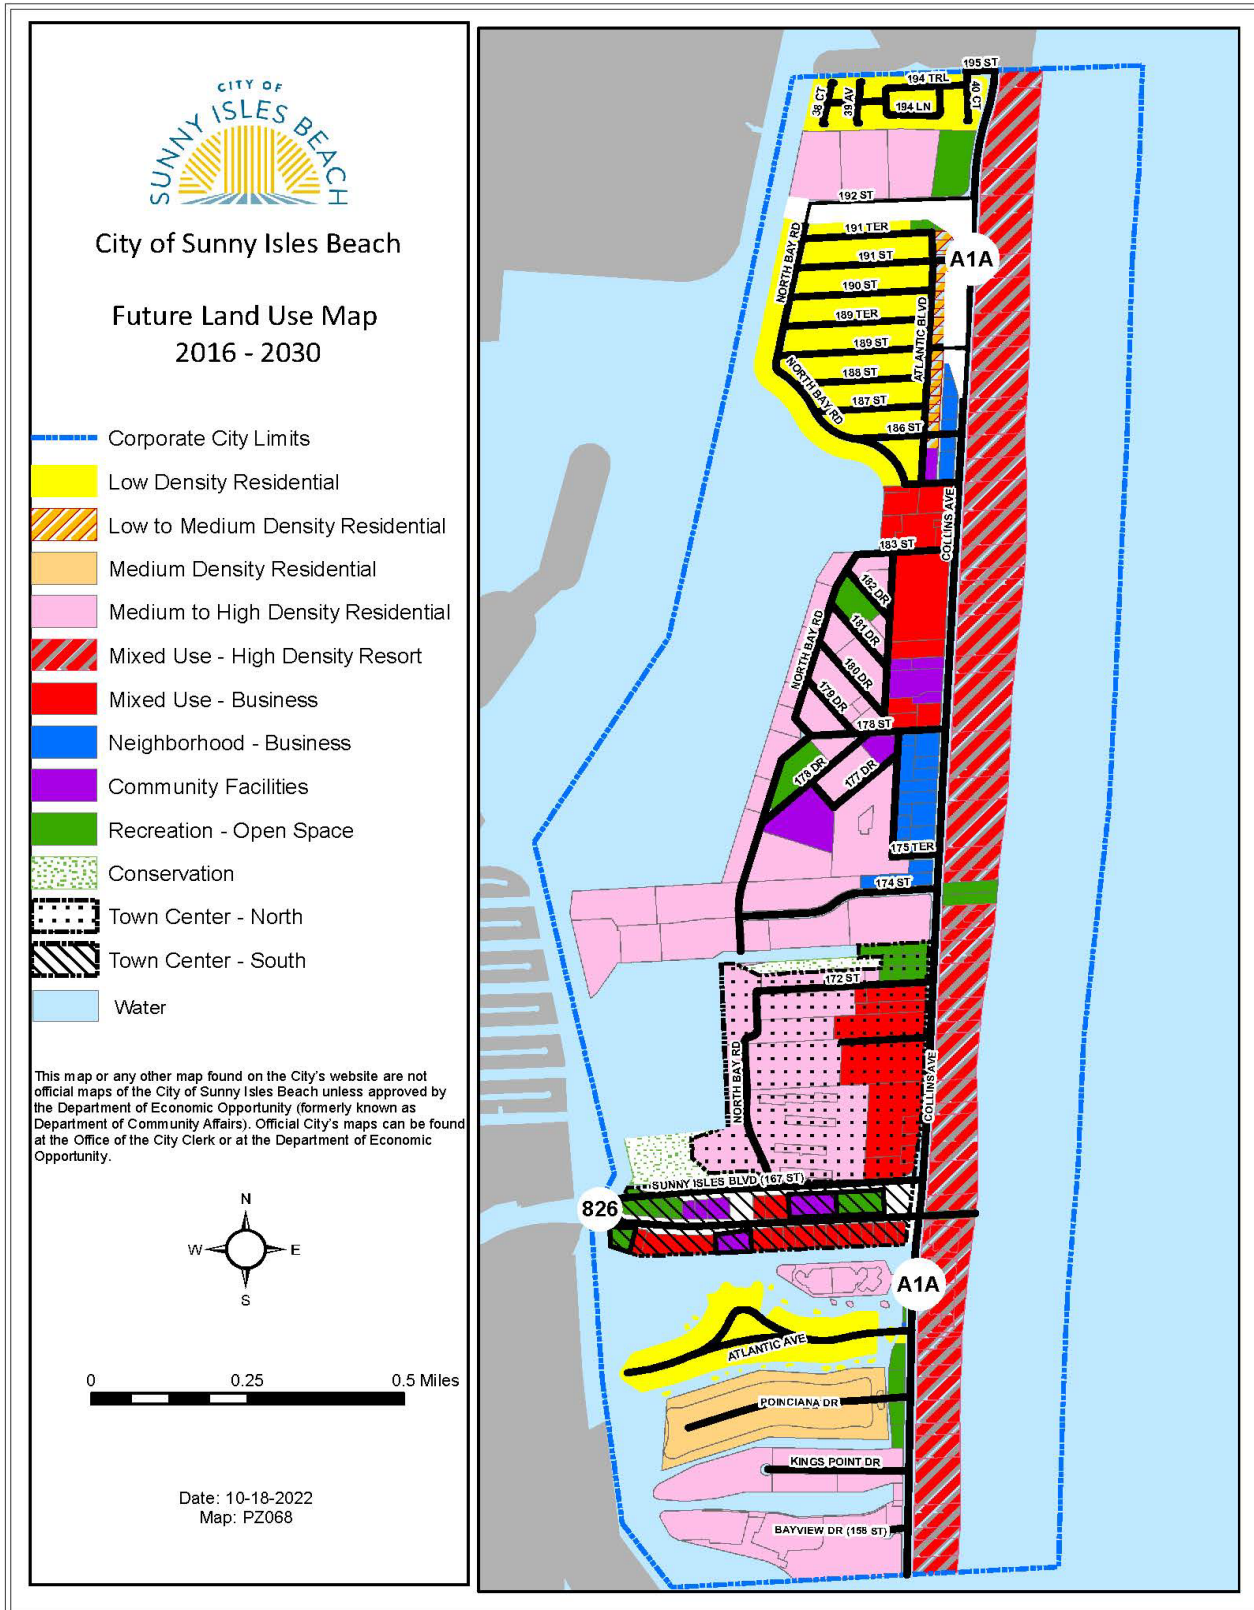 CITY OF
SUNNY ISLES BEACH
City of Sunny Isles Beach
Future Land Use Map
2016 - 2030
Corporate City Limits
Low Density Residential
Low to Medium Density Residential
Medium Density Residential
Medium to High Density Residential
Mixed Use - High Density Resort
Mixed Use - Business
Neighborhood - Business
Community Facilities
Recreation - Open Space
Conservation
Town Center - North
Town Center - South
Water
This map or any other map found on the City's website are not
official maps of the City of Sunny Isles Beach unless approved by
the Department of Economic Opportunity (formerly known as
Department of Community Affairs). Official City's maps can be found
at the Office of the City Clerk or at the Department of Economic
Opportunity.
N
W E
S
0 0.25 0.5 Miles
Date: 10-18-2022
Map: PZ068
195 ST
194 TRL
38 CT
39 AV
194 LN
40 CT
192 ST
NORTH BAY RD
191 TER
191 ST
A1A
190 ST
189 TER
ATLANTIC BLVD
189 ST
188 ST
NORTH BAY RD
187 ST
186 ST
COLLINS AVE
183 ST
182 DR
181 DR
NORTH BAY RD
180 DR
179 DR
178 ST
178 DR
177 DR
175 TER
174 ST
172 ST
NORTH BAY RD
COLLINS AVE
SUNNY ISLES BLVD (167 ST)
826
A1A
ATLANTIC AVE
POINCIANA DR
KINGS POINT DR
BAYVIEW DR (158 ST)